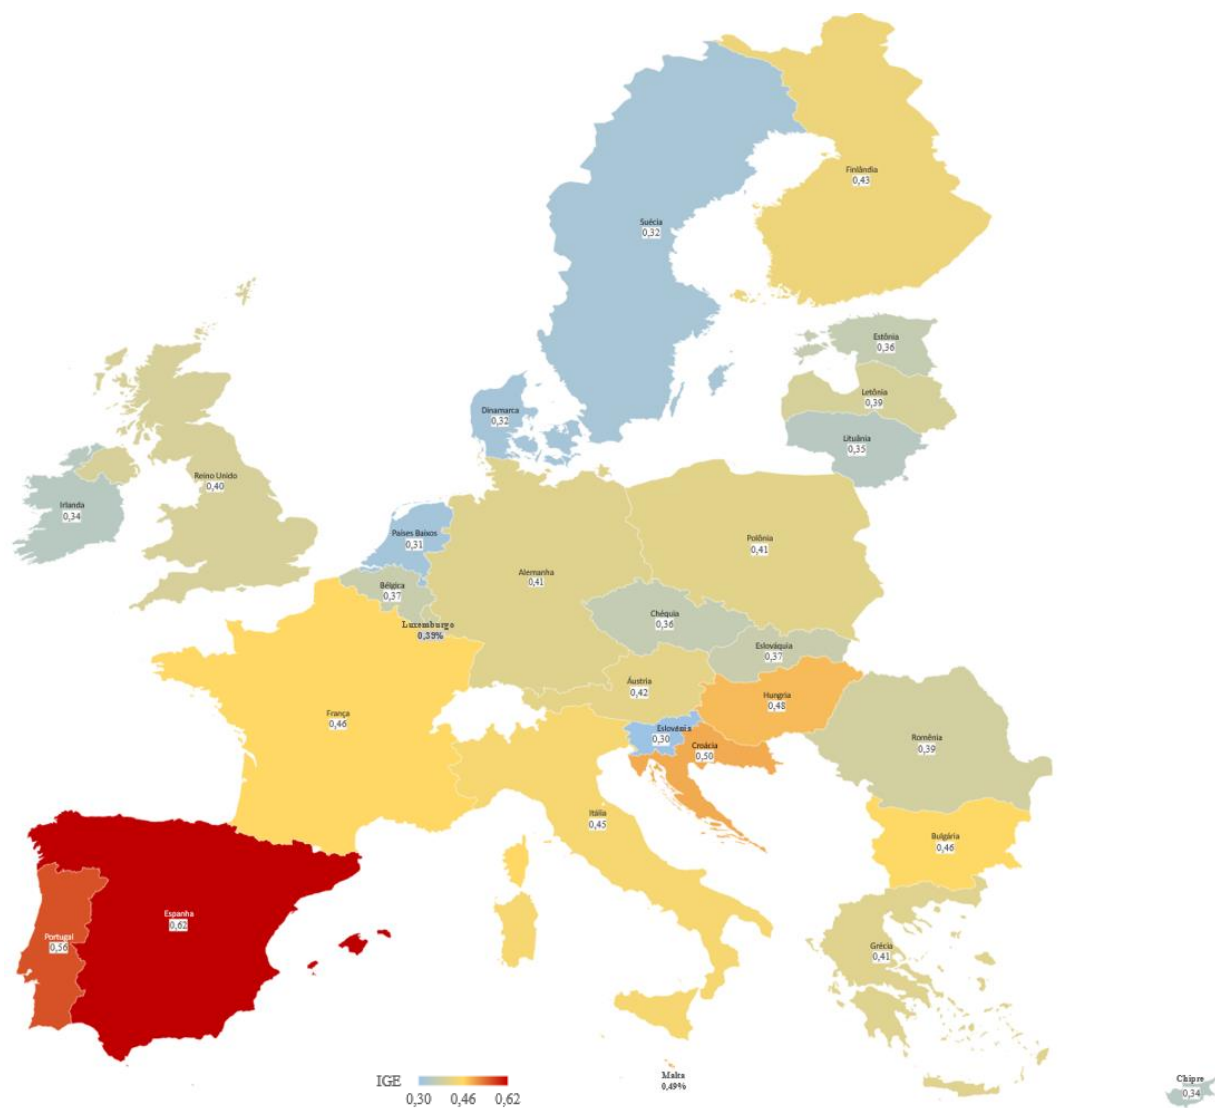 Finlândia
0,43
Suécia
0,32
Estônia
0,36
Letônia
0,39
Dinamarca
0,32
Lituânia
0,35
Reino Unido
0,40
Irlanda
0,34
Países Baixos
0,31
Polônia
0,41
Alemanha
0,41
Bélgica
0,37
Chéquia
0,36
Luxemburgo
Eslováquia
0,37
Áustria
0,42
Hungria
0,48
França
0,46
Eslovênia
0,30
Croácia
0,50
Romênia
0,39
Itália
0,45
Bulgária
0,46
Espanha
0,62
Portugal
0,56
Grécia
0,41
Malta
0,49%
Chipre
0,34
IGE
0,30 0,46 0,62